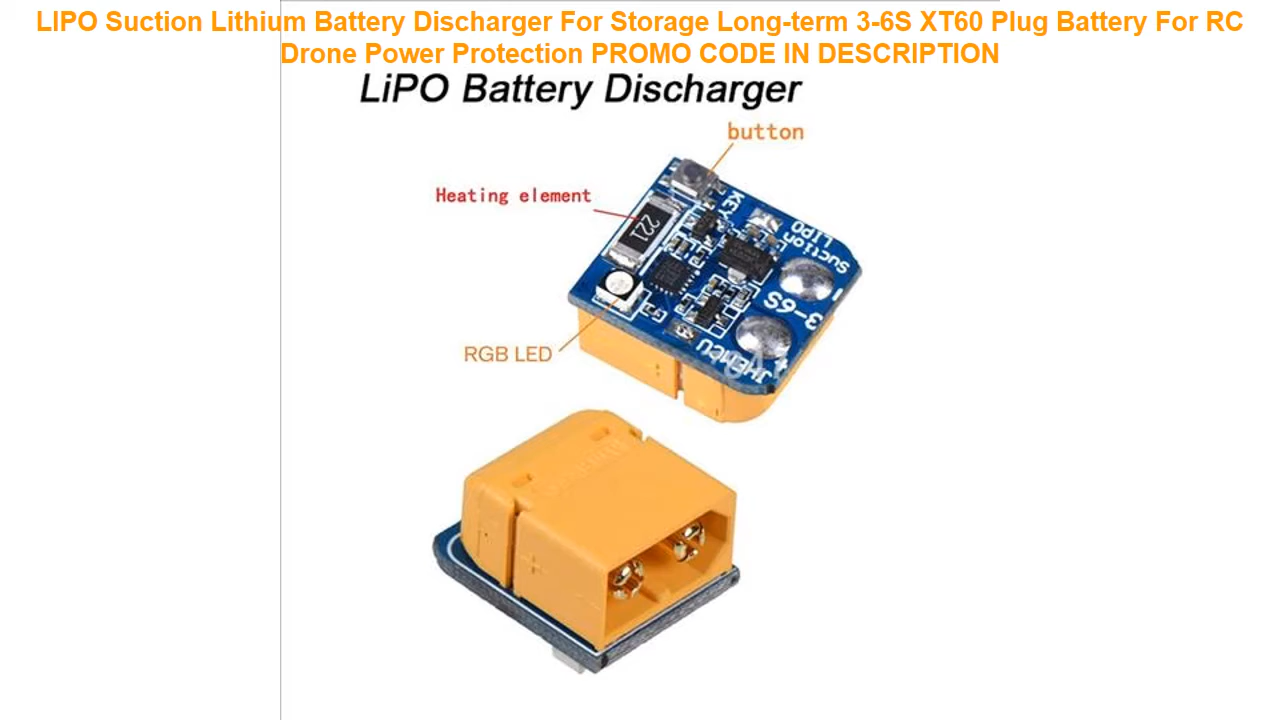 LIPO Suction Lithium Battery Discharger For Storage Long-term 3-6S XT60 Plug Battery For RC
Drone Power Protection PROMO CODE IN DESCRIPTION
LiPO Battery Discharger
button
Heating element
KEY
221
LIPO
Suction
-
3-6S
+
JHEMCU
RGB LED
-
+